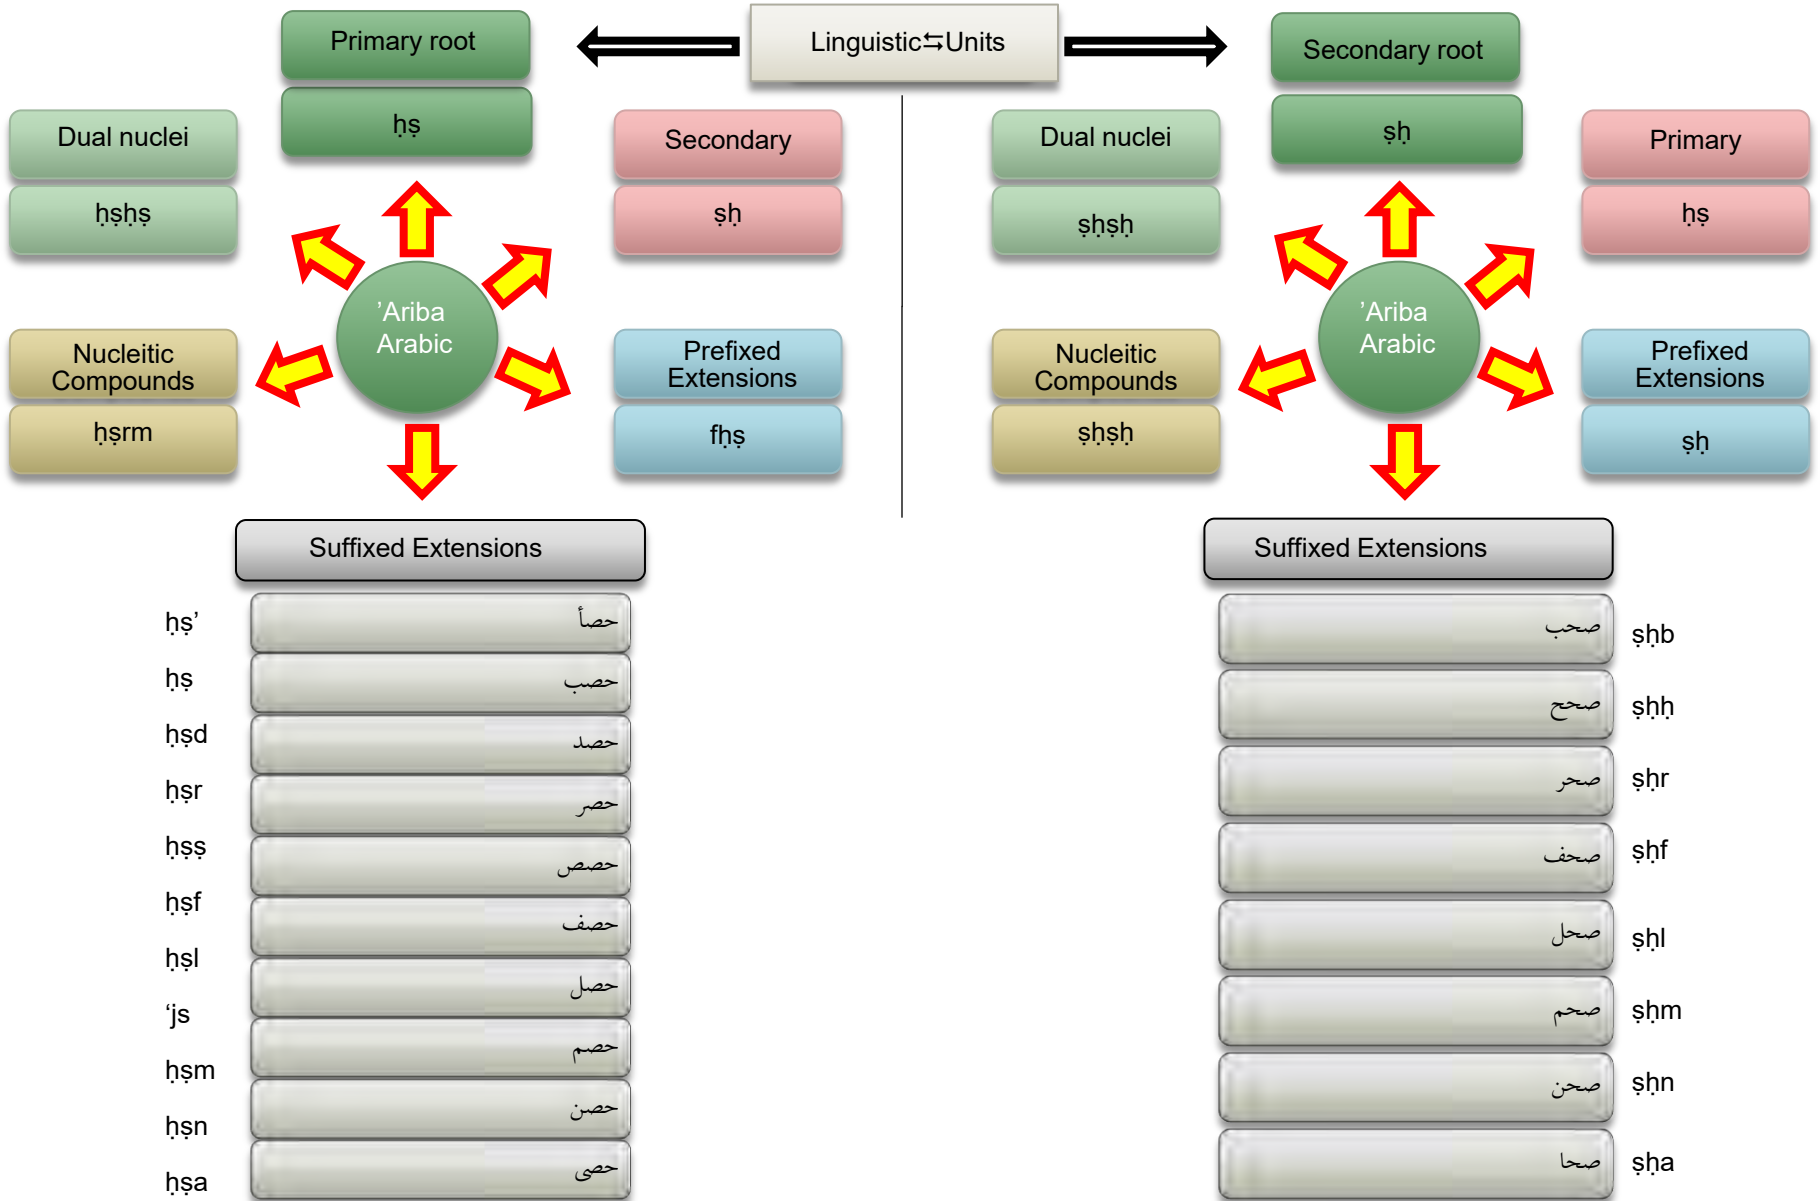 Linguistic⇆Units
Primary root
ḥṣ
Dual nuclei
ḥṣḥṣ
Secondary
ṣḥ
’Ariba
Arabic
Nucleitic
Compounds
ḥṣrm
Prefixed
Extensions
fḥṣ
Suffixed Extensions
ḥṣ’
حصأ
ḥṣ
حصب
ḥṣd
حصد
ḥṣr
حصر
ḥṣṣ
حصص
ḥṣf
حصف
ḥṣl
حصل
‘js
حصم
ḥṣm
حصن
ḥṣn
حصى
ḥṣa
Secondary root
ṣḥ
Dual nuclei
ṣḥṣḥ
Primary
ḥṣ
’Ariba
Arabic
Nucleitic
Compounds
ṣḥṣḥ
Prefixed
Extensions
ṣḥ
Suffixed Extensions
صحب
ṣḥb
صحح
ṣḥḥ
صحر
ṣḥr
صحف
ṣḥf
صحل
ṣḥl
صحم
ṣḥm
صحن
ṣḥn
صحا
ṣḥa